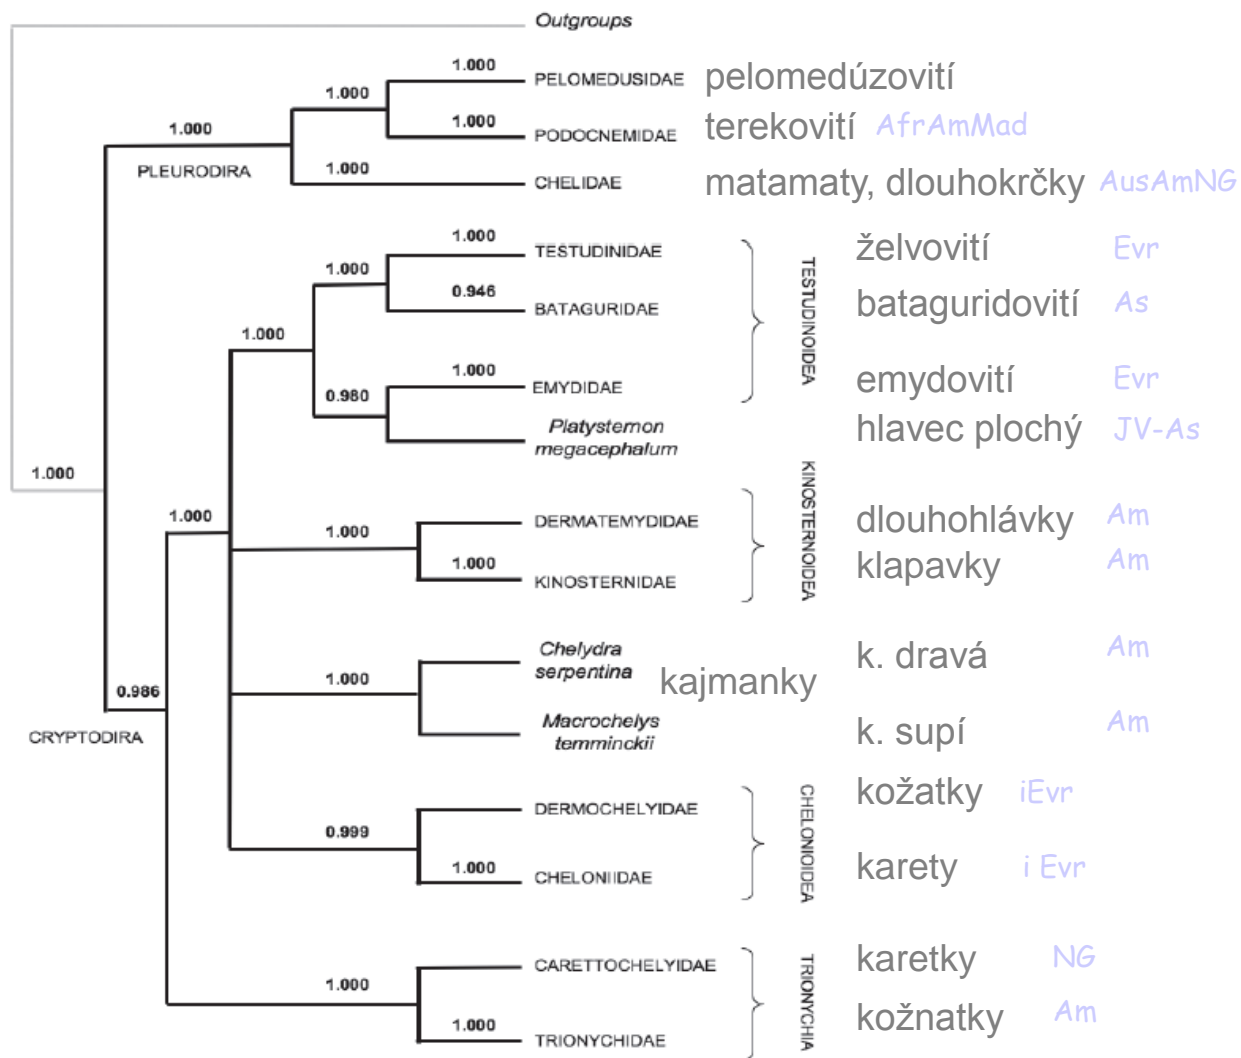 Outgroups
1.000 PELOMEDUSIDAE pelomedúzovití
1.000
1.000 PODOCNEMIDAE terekovití AfrAmMad
1.000
PLEURODIRA
1.000 CHELIDAE matamaty, dlouhokrčky AusAmNG
1.000 TESTUDINIDAE želvovití Evr
1.000
0.946 BATAGURIDAE bataguridovití As
TESTUDINOIDEA
1.000
1.000 EMYDIDAE emydovití Evr
0.980
Platysternon
megacephalum hlavec plochý JV-As
1.000
1.000
DERMATEMYDIDAE dlouhohlávky Am
1.000
1.000 KINOSTERNIDAE klapavky Am
KINOSTERNOIDEA
Chelydra
serpentina k. dravá Am
1.000 kajmanky
0.986
CRYPTODIRA
Macrochelys
temminckii k. supí Am
DERMOCHELYIDAE kožatky iEvr
0.999
1.000 CHELONIIDAE karety i Evr
CHELONIOIDEA
CARETTOCHELYIDAE karetky NG
1.000
1.000 TRIONYCHIDAE kožnatky Am
TRIONYCHIA